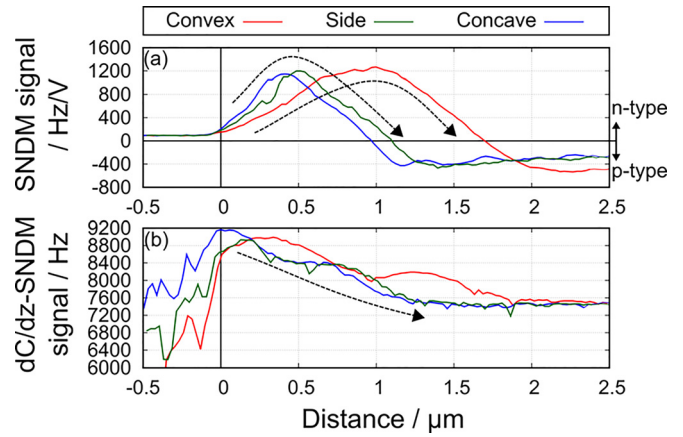 Convex Side Concave
(a)
1600
1200
800
400
0
-400
-800
SNDM signal
/ Hz/V
n-type
p-type
-0.5 0 0.5 1 1.5 2 2.5
(b)
9200
8800
8400
8000
7600
7200
6800
6400
6000
dC/dz-SNDM
signal / Hz
-0.5 0 0.5 1 1.5 2 2.5
Distance / µm